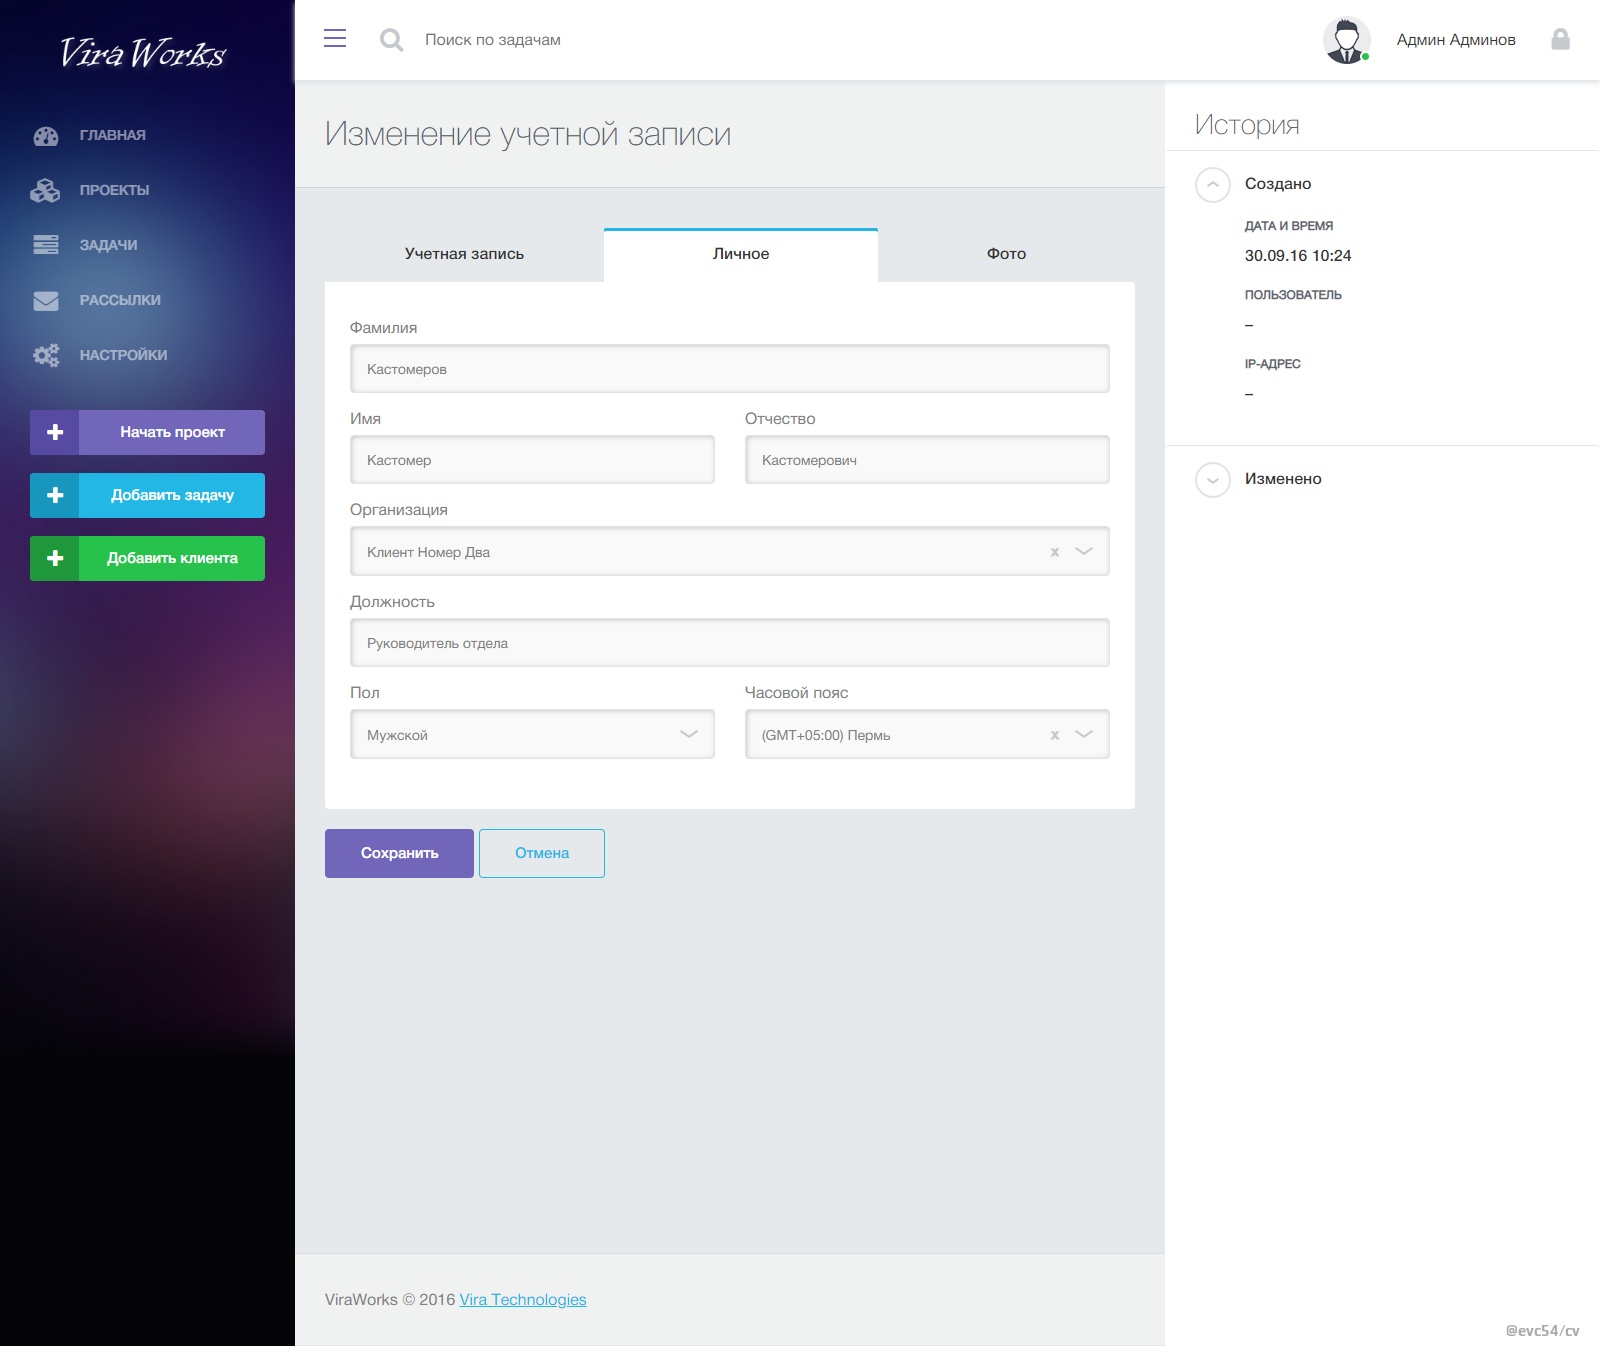 Vira Works
ГЛАВНАЯ
ПРОЕКТЫ
ЗАДАЧИ
РАССЫЛКИ
НАСТРОЙКИ
Начать проект
Добавить задачу
Добавить клиента
Поиск по задачам
Админ Админов
Изменение учетной записи
Учетная запись
Личное
Фото
Фамилия
Кастомеров
Имя
Отчество
Кастомер
Кастомерович
Организация
Клиент Номер Два
x
Должность
Руководитель отдела
Пол
Часовой пояс
Мужской
(GMT+05:00) Пермь
x
Сохранить
Отмена
ViraWorks © 2016 Vira Technologies
История
Создано
ДАТА И ВРЕМЯ
30.09.16 10:24
ПОЛЬЗОВАТЕЛЬ
–
IP-АДРЕС
–
Изменено
@evc54/cv